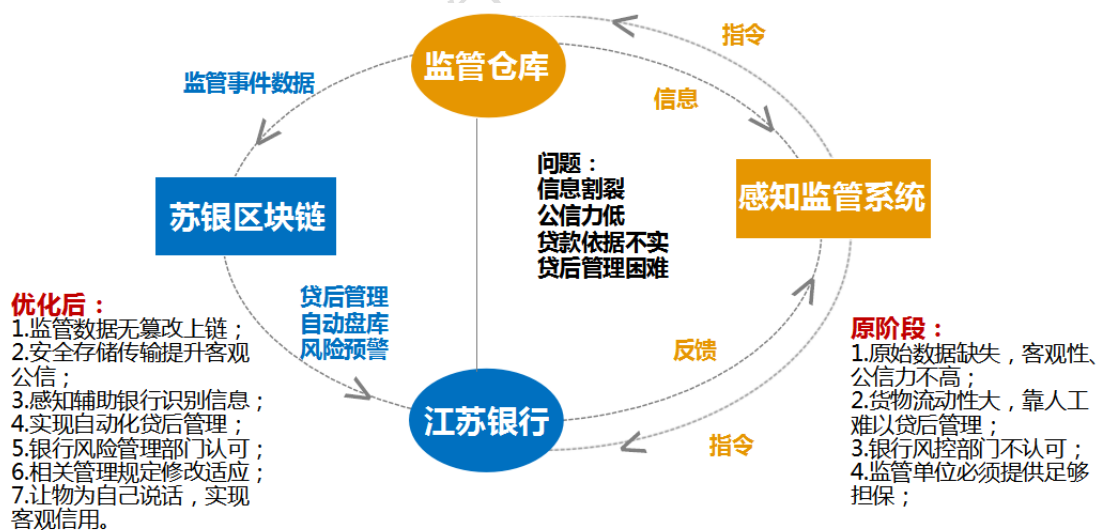 指令
监管仓库
监管事件数据
信息
问题：
信息割裂
公信力低
贷款依据不实
贷后管理困难
苏银区块链
感知监管系统
贷后管理
自动盘库
风险预警
优化后：
1.监管数据无篡改上链；
2.安全存储传输提升客观
公信；
3.感知辅助银行识别信息；
4.实现自动化贷后管理；
5.银行风险管理部门认可；
6.相关管理规定修改适应；
7.让物为自己说话，实现
客观信用。
反馈
江苏银行
指令
原阶段：
1.原始数据缺失，客观性、
公信力不高；
2.货物流动性大，靠人工
难以贷后管理；
3.银行风控部门不认可；
4.监管单位必须提供足够
担保；